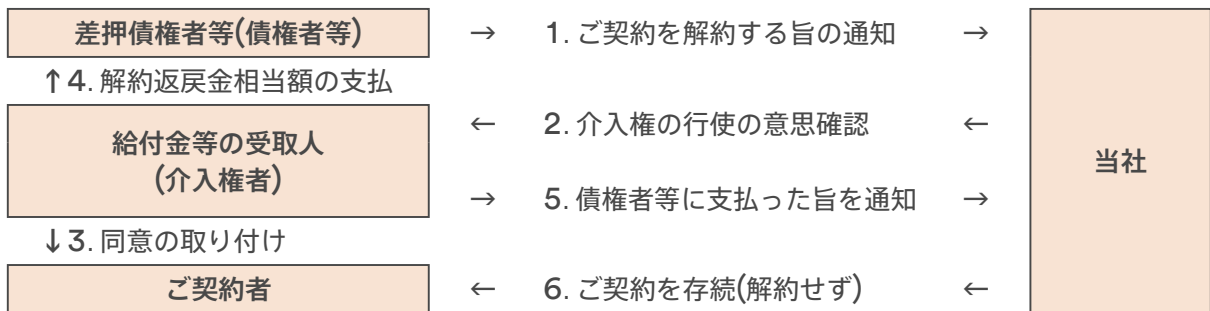 差押債権者等(債権者等) → 1. ご契約を解約する旨の通知 →
↑4. 解約返戻金相当額の支払
給付金等の受取人
(介入権者)
← 2. 介入権の行使の意思確認 ←
当社
→ 5. 債権者等に支払った旨を通知 →
↓3. 同意の取り付け
ご契約者 ← 6. ご契約を存続(解約せず) ←